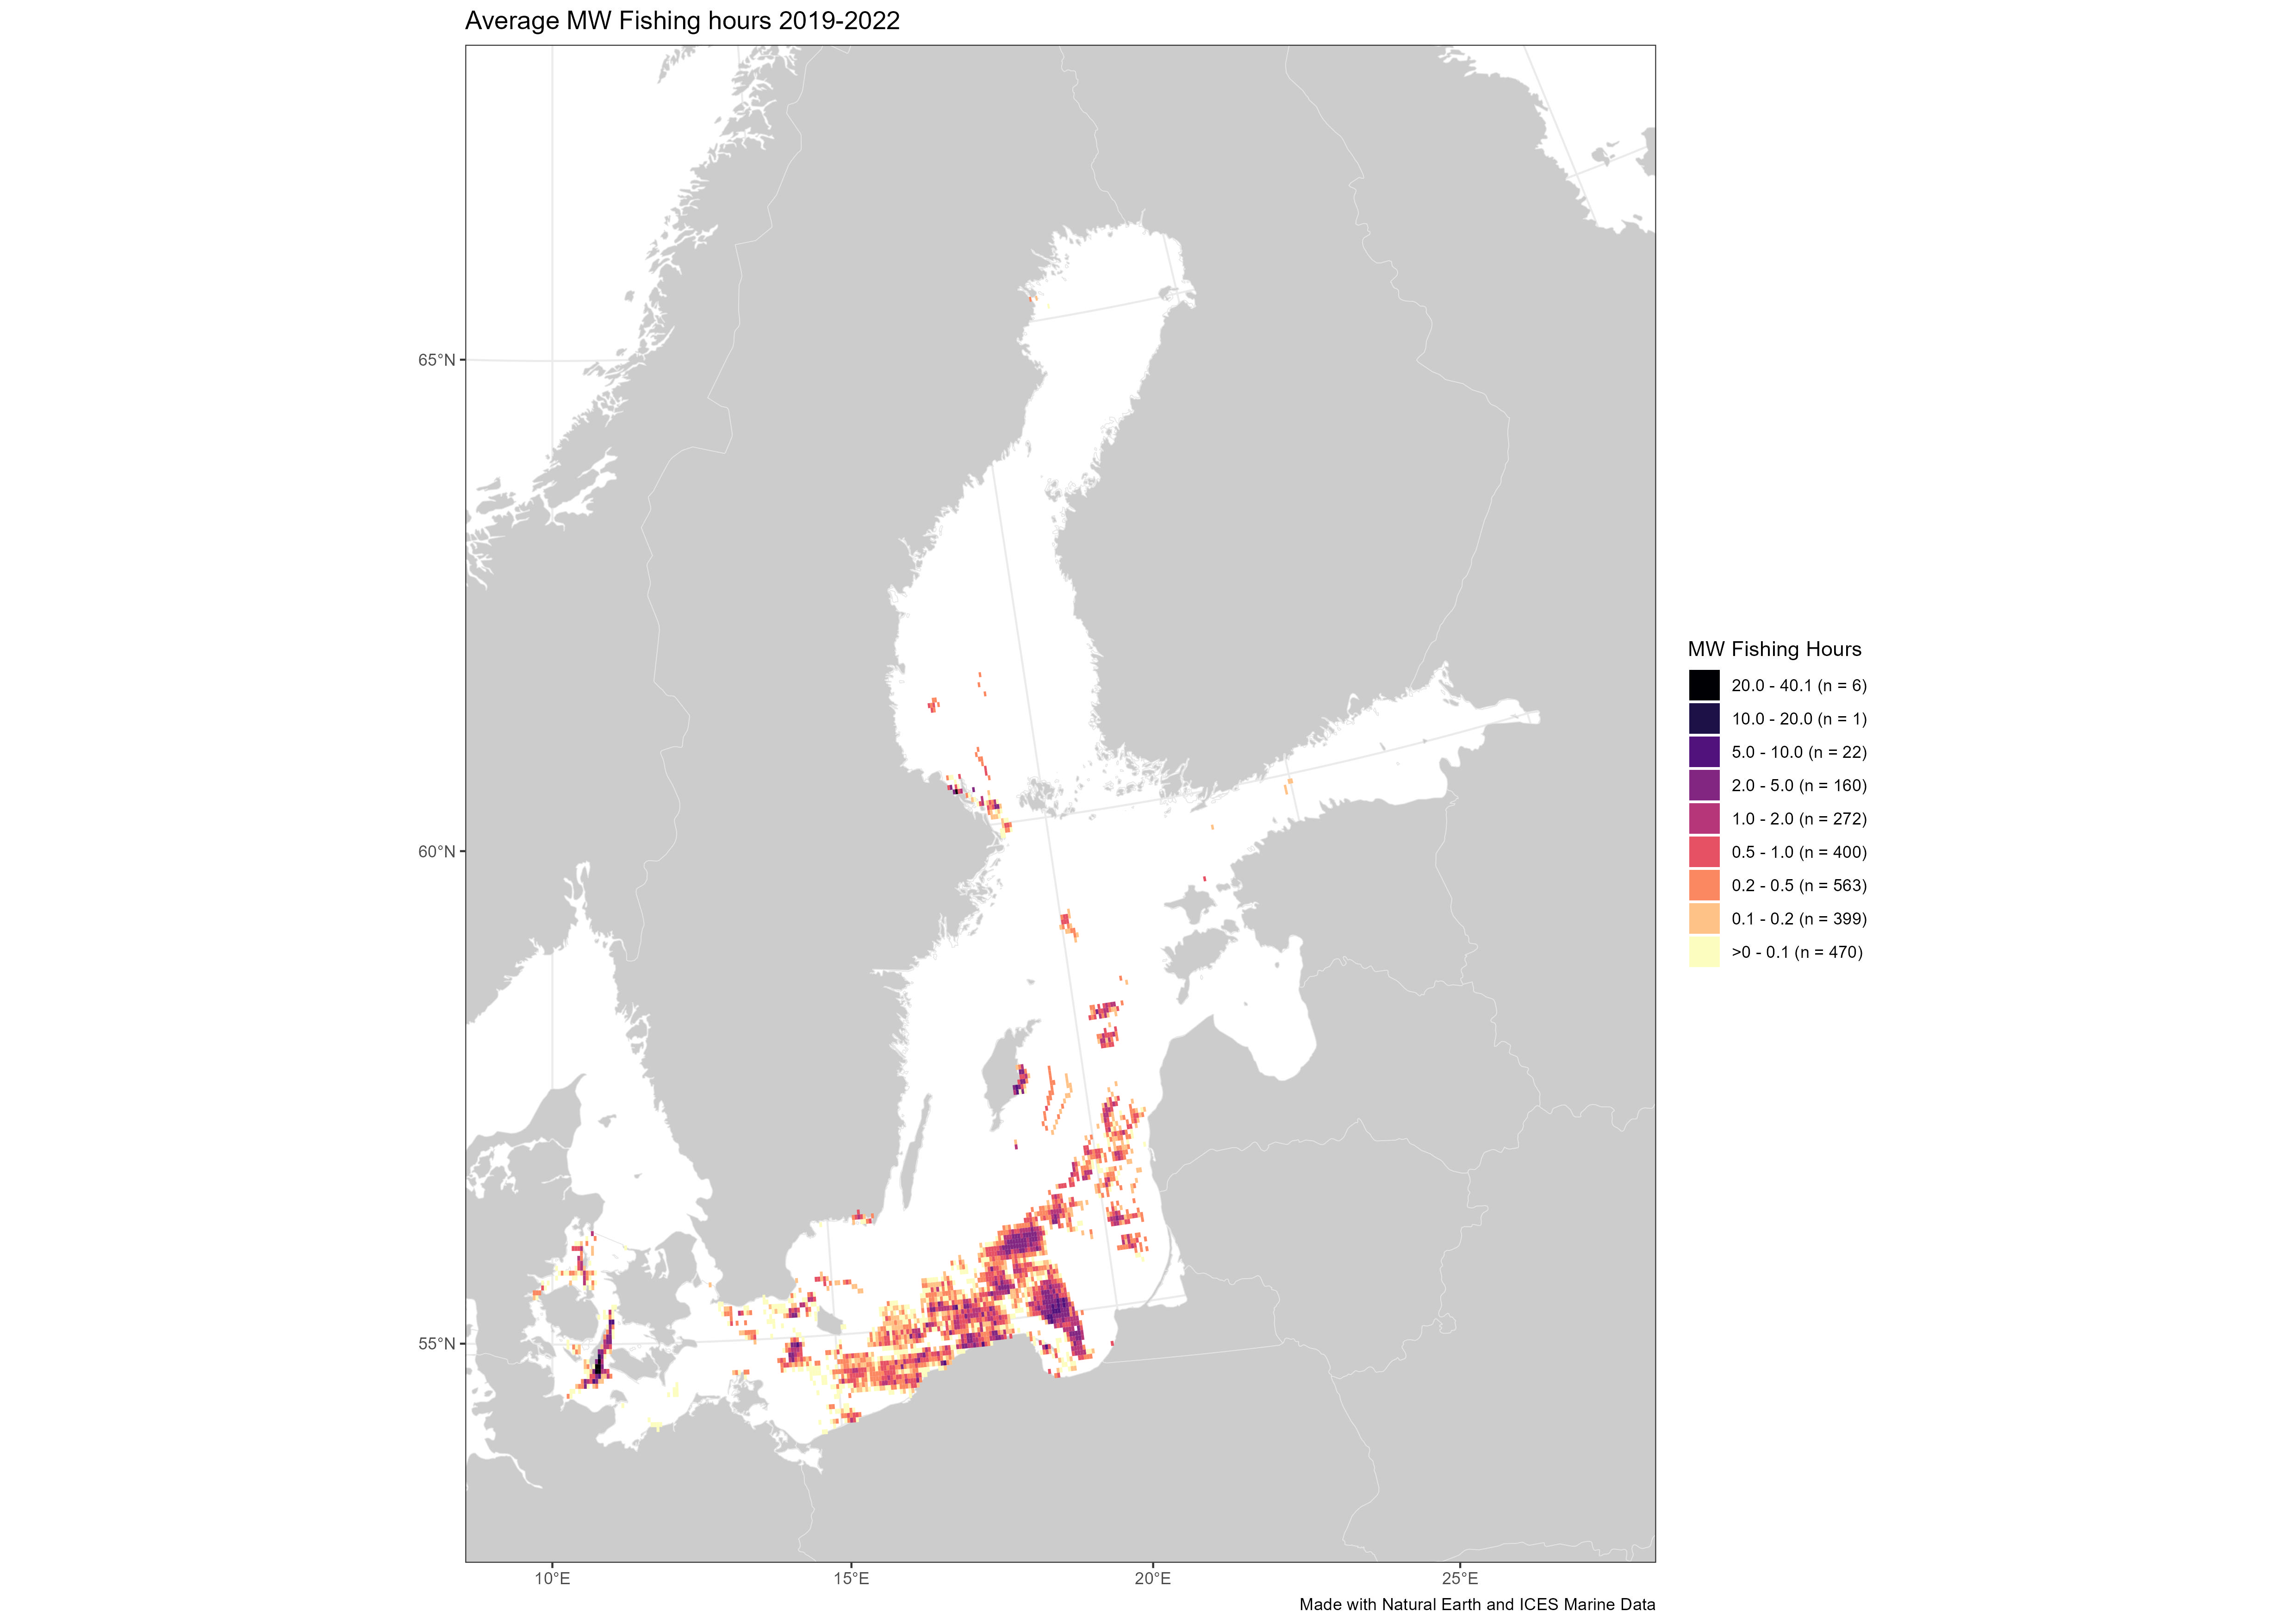 Average MW Fishing hours 2019-2022
65°N
60°N
55°N
10°E
15°E
20°E
25°E
MW Fishing Hours
20.0 - 40.1 (n = 6)
10.0 - 20.0 (n = 1)
5.0 - 10.0 (n = 22)
2.0 - 5.0 (n = 160)
1.0 - 2.0 (n = 272)
0.5 - 1.0 (n = 400)
0.2 - 0.5 (n = 563)
0.1 - 0.2 (n = 399)
>0 - 0.1 (n = 470)
Made with Natural Earth and ICES Marine Data